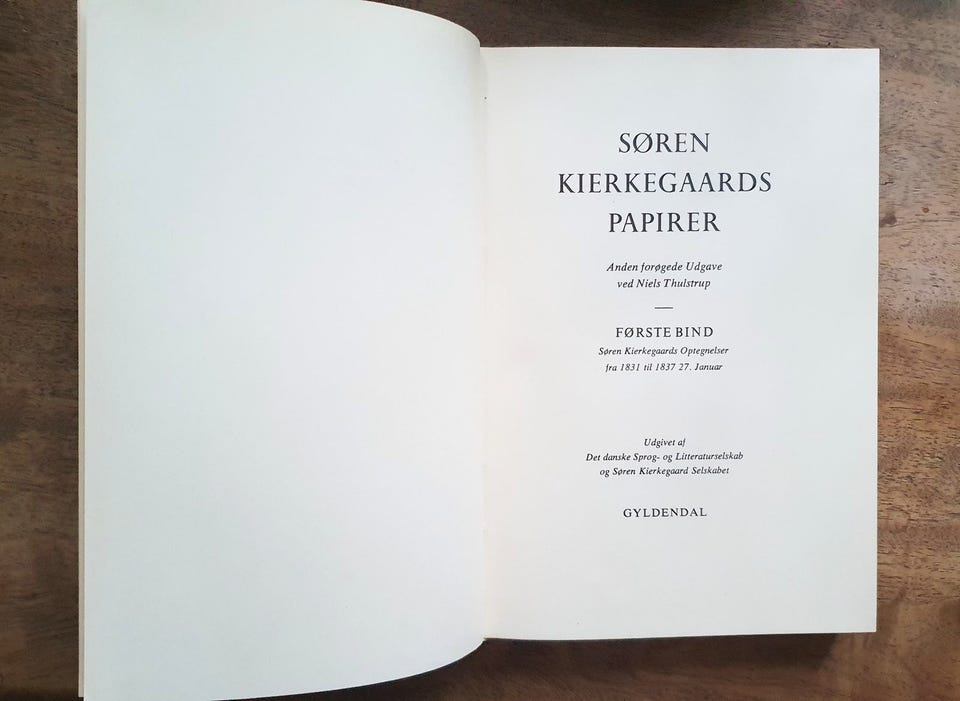 SØREN
KIERKEGAARDS
PAPIRER
Anden forøgede Udgave
ved Niels Thulstrup
FØRSTE BIND
Søren Kierkegaards Optegnelser
fra 1831 til 1837 27. Januar
Udgivet af
Det danske Sprog- og Litteraturselskab
og Søren Kierkegaard Selskabet
GYLDENDAL